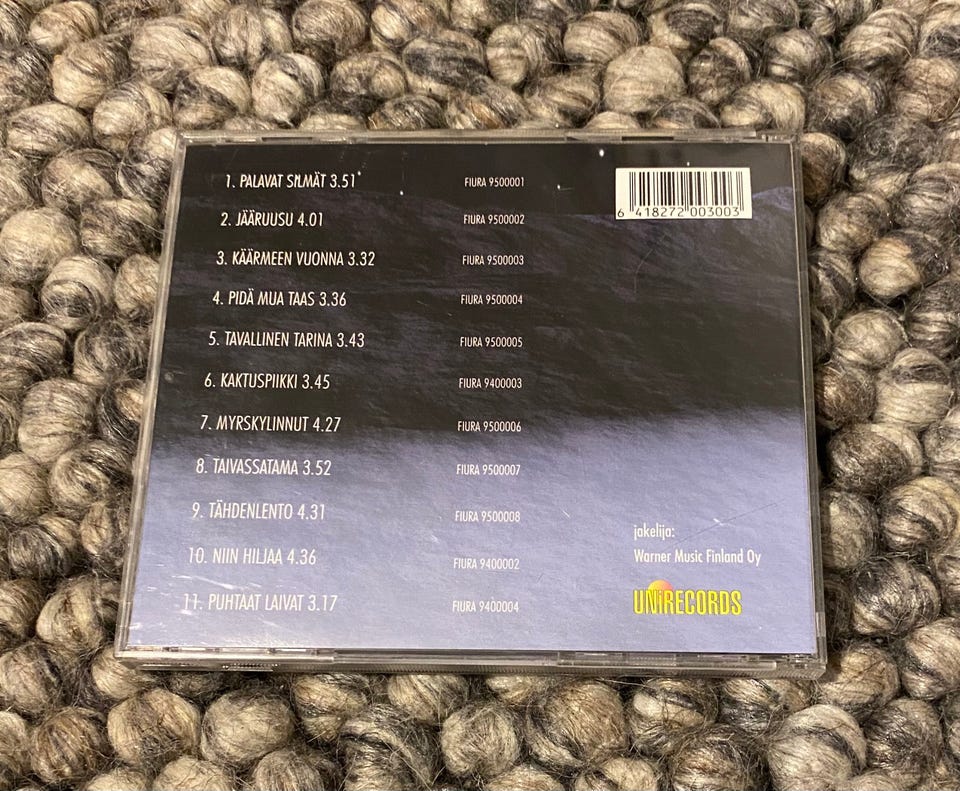 1. PALAVAT SILMÄT 3.51 FIURA 9500001
2. JÄÄRUUSU 4.01 FIURA 9500002
3. KÄÄRMEEN VUONNA 3.32 FIURA 9500003
4. PIDÄ MUA TAAS 3.36 FIURA 9500004
5. TAVALLINEN TARINA 3.43 FIURA 9500005
6. KAKTUSPIIKKI 3.45 FIURA 9400003
7. MYRSKYLINNUT 4.27 FIURA 9500006
8. TAIVASSATAMA 3.52 FIURA 9500007
9. TÄHDENLENTO 4.31 FIURA 9500008
10. NIIN HILJAA 4.36 FIURA 9400002
11. PUHTAAT LAIVAT 3.17 FIURA 9400004
6 418272 003003
jakelija:
Warner Music Finland Oy
UNiRECORDS